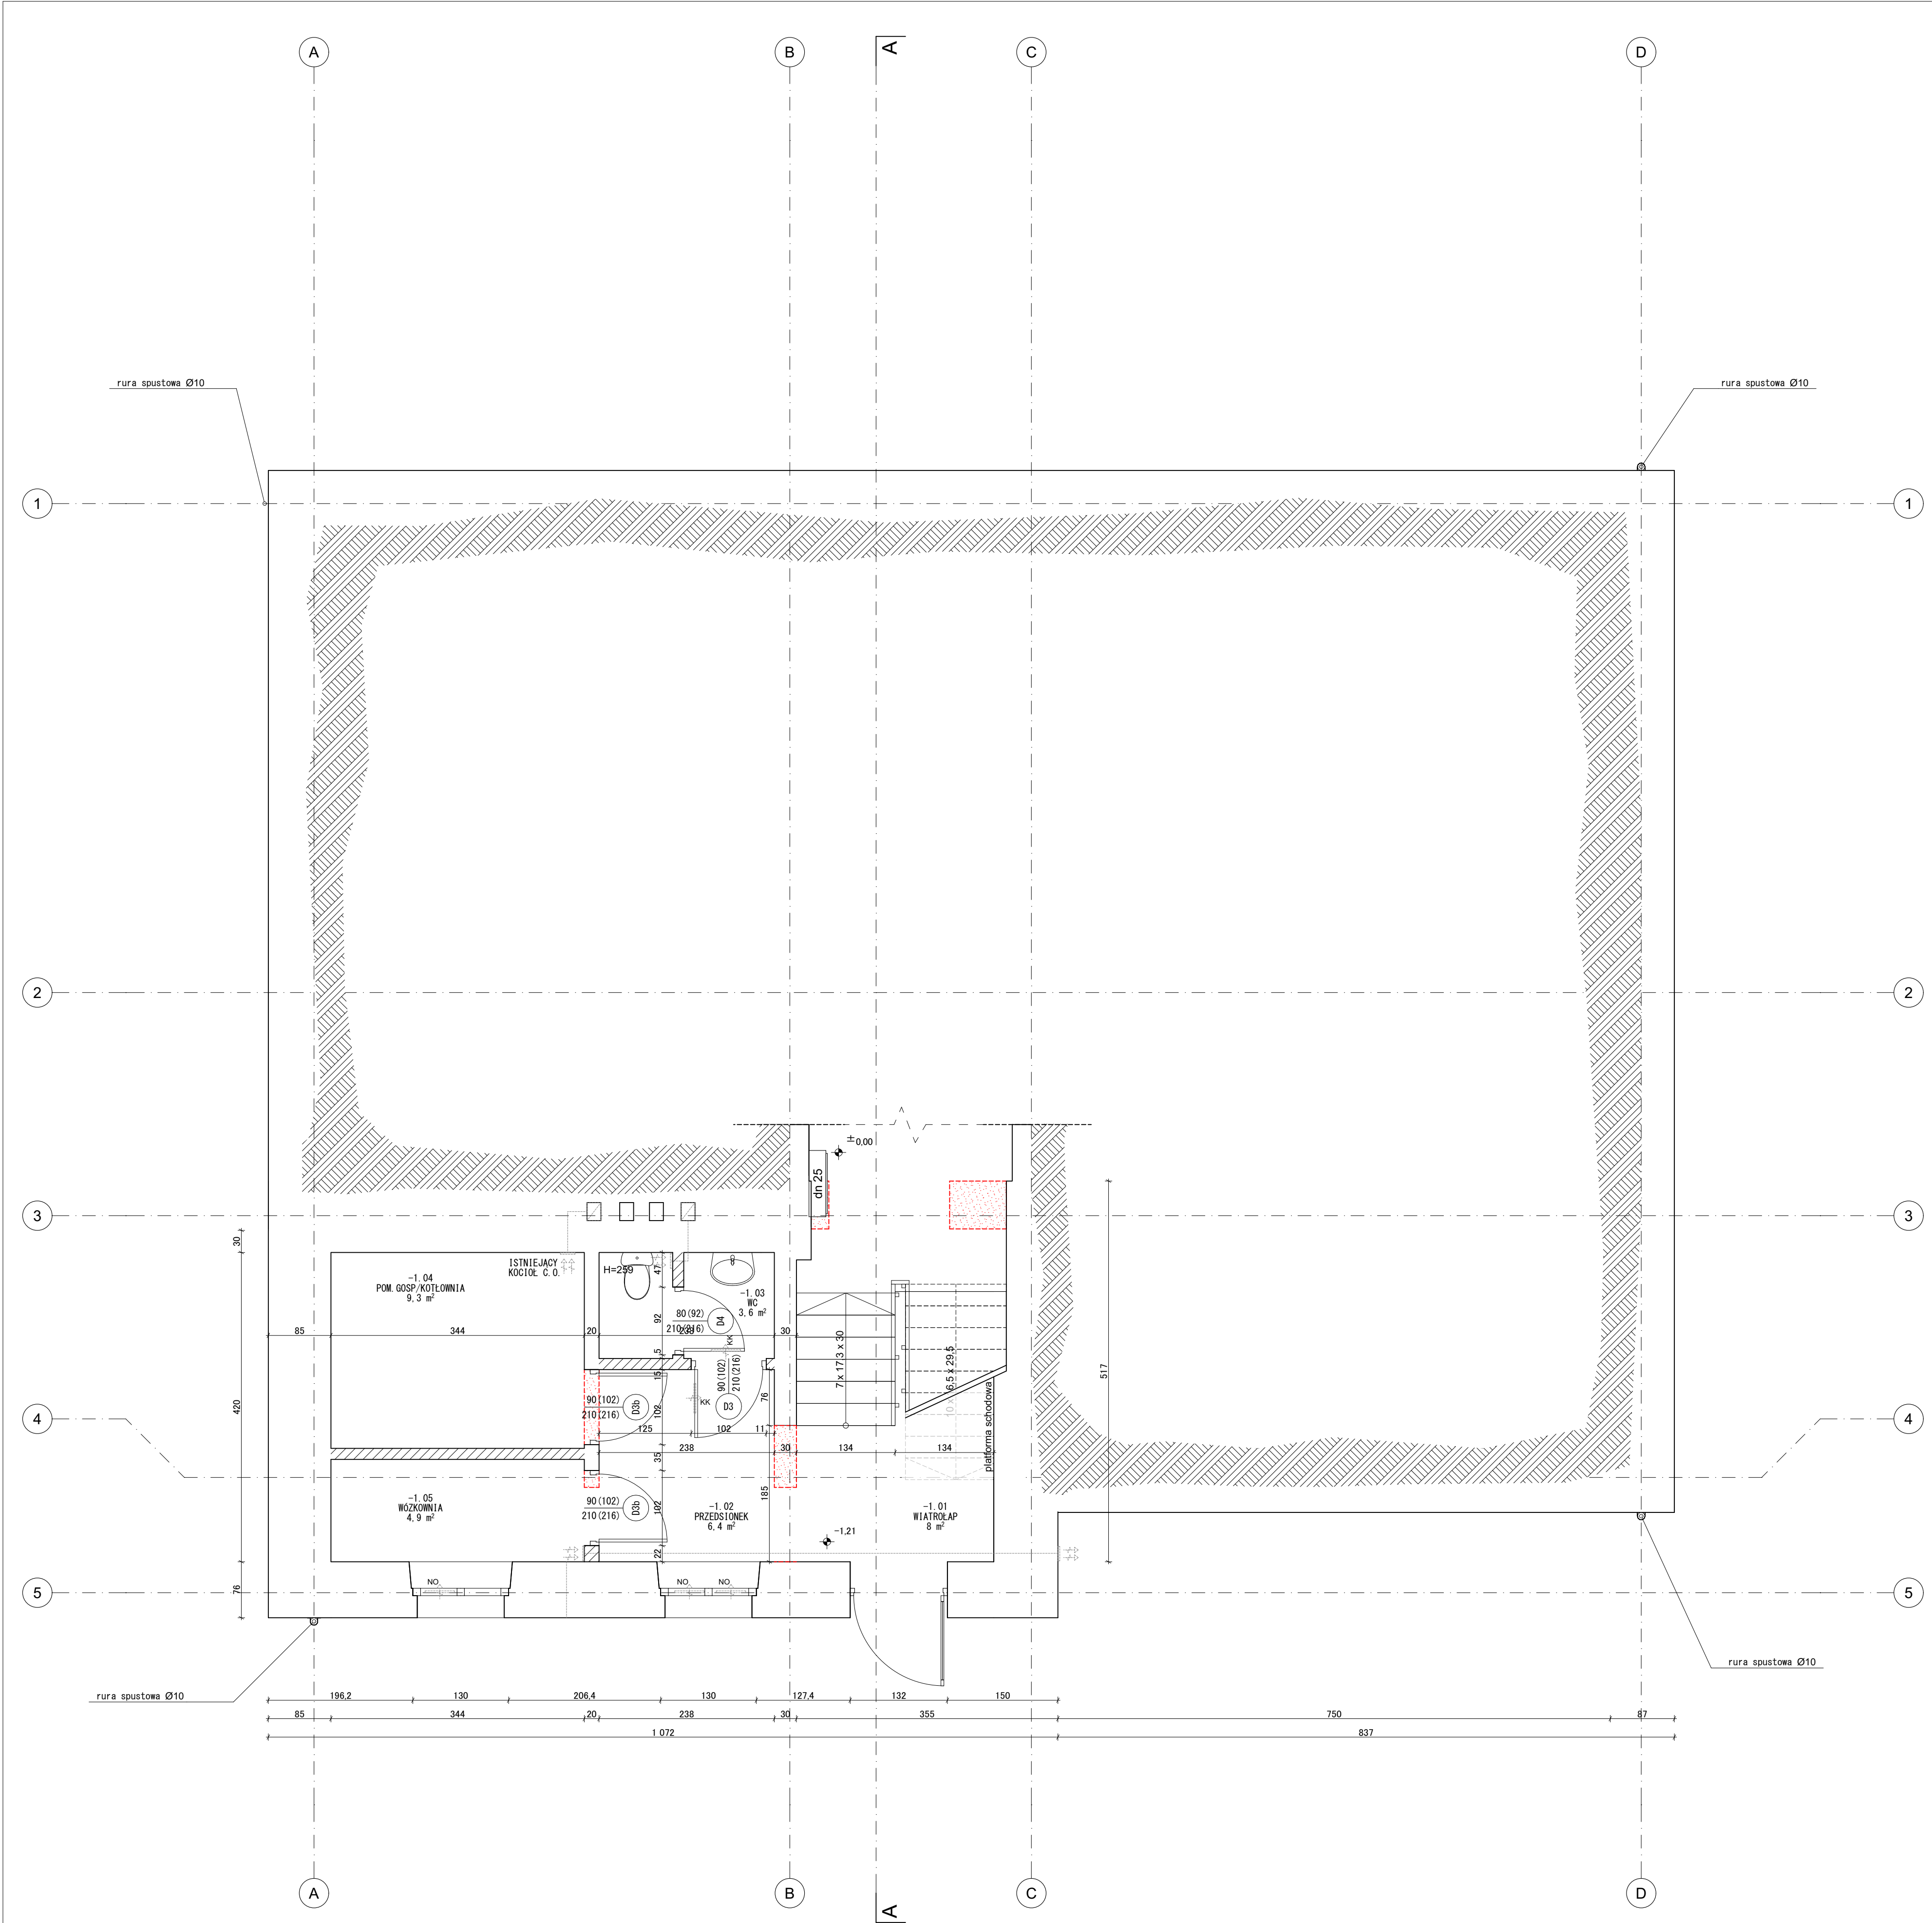 A
B
A
C
D
rura spustowa Ø10
rura spustowa Ø10
1
1
2
2
±0,00
dn 25
3
3
30
ISTNIEJĄCY
KOCIOŁ C.O.
-1.04
POM.GOSP/KOTŁOWNIA
9,3 m²
H=259
47
-1.03
WC
3,6 m²
80(92)
210(216)
D4
92
85
344
20
238
30
KK
5
15
90(102)
210(216)
D3
KK
76
7 x 17,3 x 30
517
90(102)
210(216)
D3b
102
420
4
4
125
102
11
238
30
134
134
platforma schodowa
35
185
-1.05
WÓZKOWNIA
4,9 m²
90(102)
210(216)
D3b
102
-1.02
PRZEDSIONEK
6,4 m²
-1.01
WIATROŁAP
8 m²
-1,21
22
76
NO
NO
NO
5
5
rura spustowa Ø10
rura spustowa Ø10
196,2
130
206,4
130
127,4
132
150
85
344
20
238
30
355
750
87
1 072
837
A
B
A
C
D